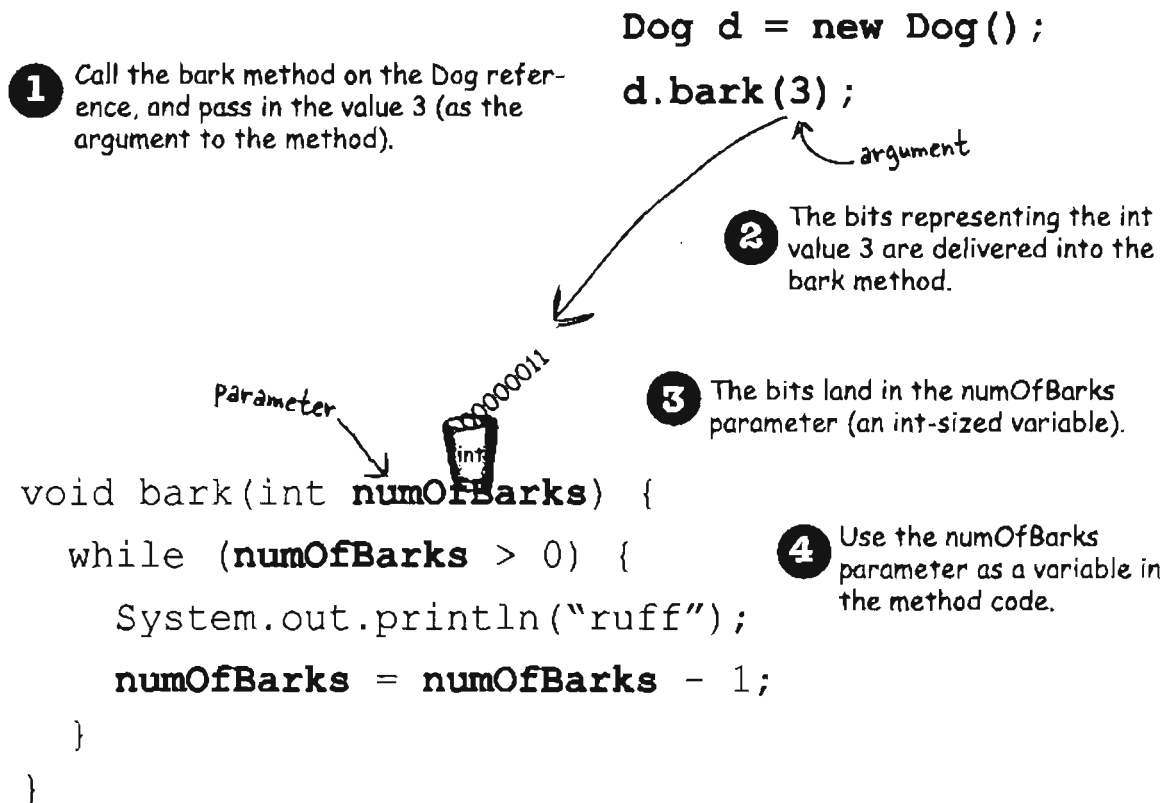 Dog d = new Dog();
d.bark(3);
1 Call the bark method on the Dog refer-
ence, and pass in the value 3 (as the
argument to the method).
argument
2 The bits representing the int
value 3 are delivered into the
bark method.
00000011
parameter
int
3 The bits land in the numOfBarks
parameter (an int-sized variable).
void bark(int numOfBarks) {
while (numOfBarks > 0) {
System.out.println(“ruff”);
numOfBarks = numOfBarks - 1;
}
}
4 Use the numOfBarks
parameter as a variable in
the method code.